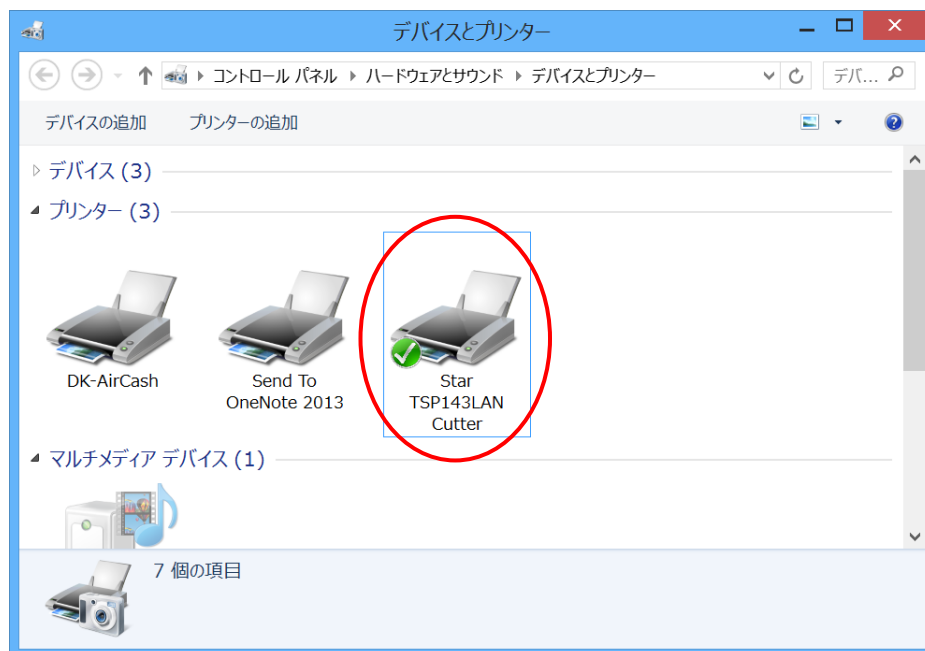 デバイスとプリンター
コントロール パネル ハードウェアとサウンド デバイスとプリンター デバ...
デバイスの追加 プリンターの追加
デバイス (3)
プリンター (3)
DK-AirCash
Send To
OneNote 2013
Star
TSP143LAN
Cutter
マルチメディア デバイス (1)
7 個の項目